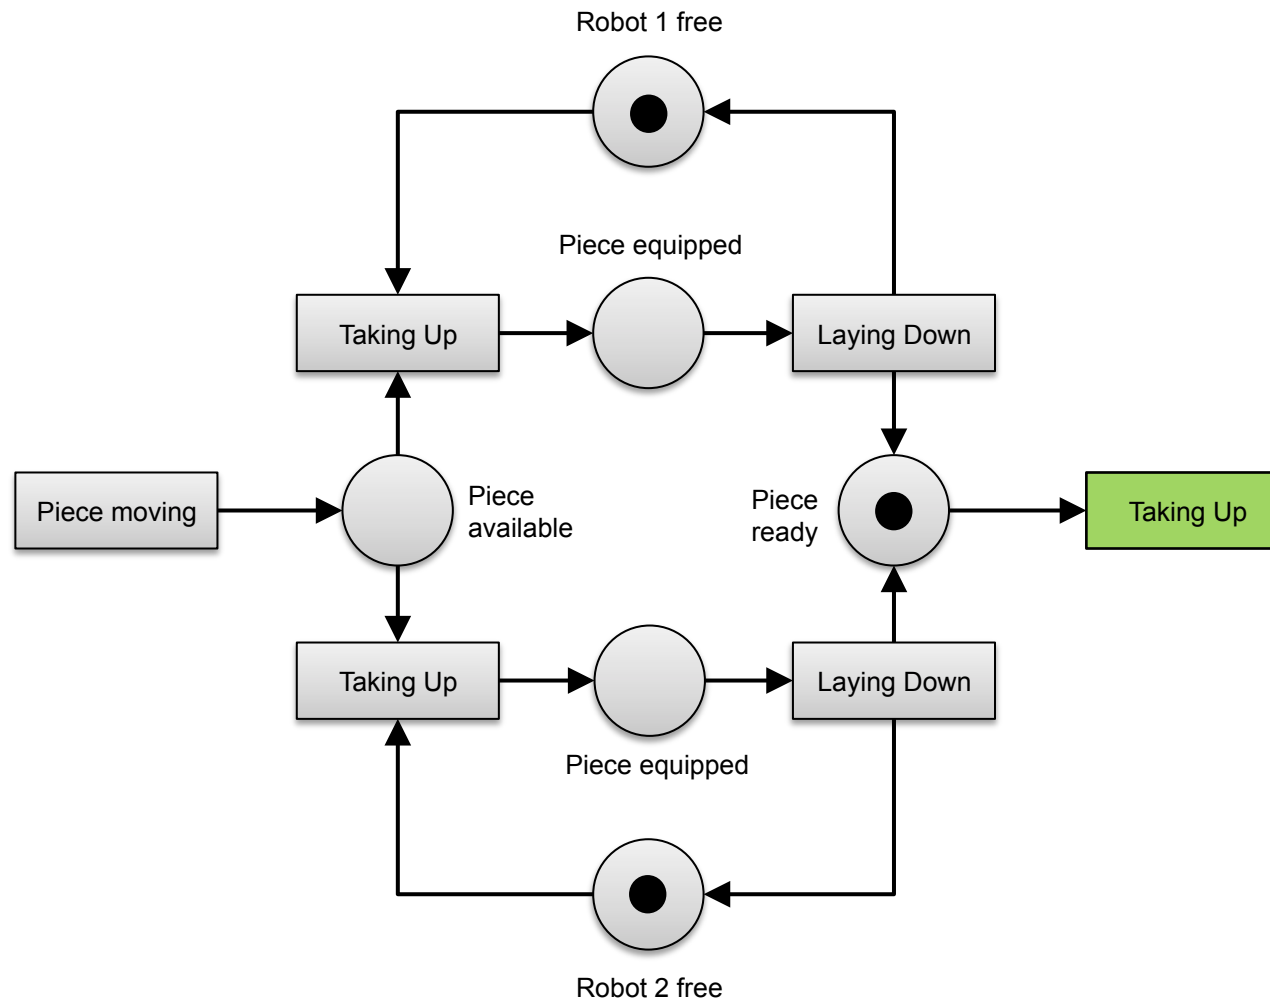 Robot 1 free
Piece equipped
Taking Up
Laying Down
Piece moving
Piece
available
Piece
ready
Taking Up
Taking Up
Laying Down
Piece equipped
Robot 2 free